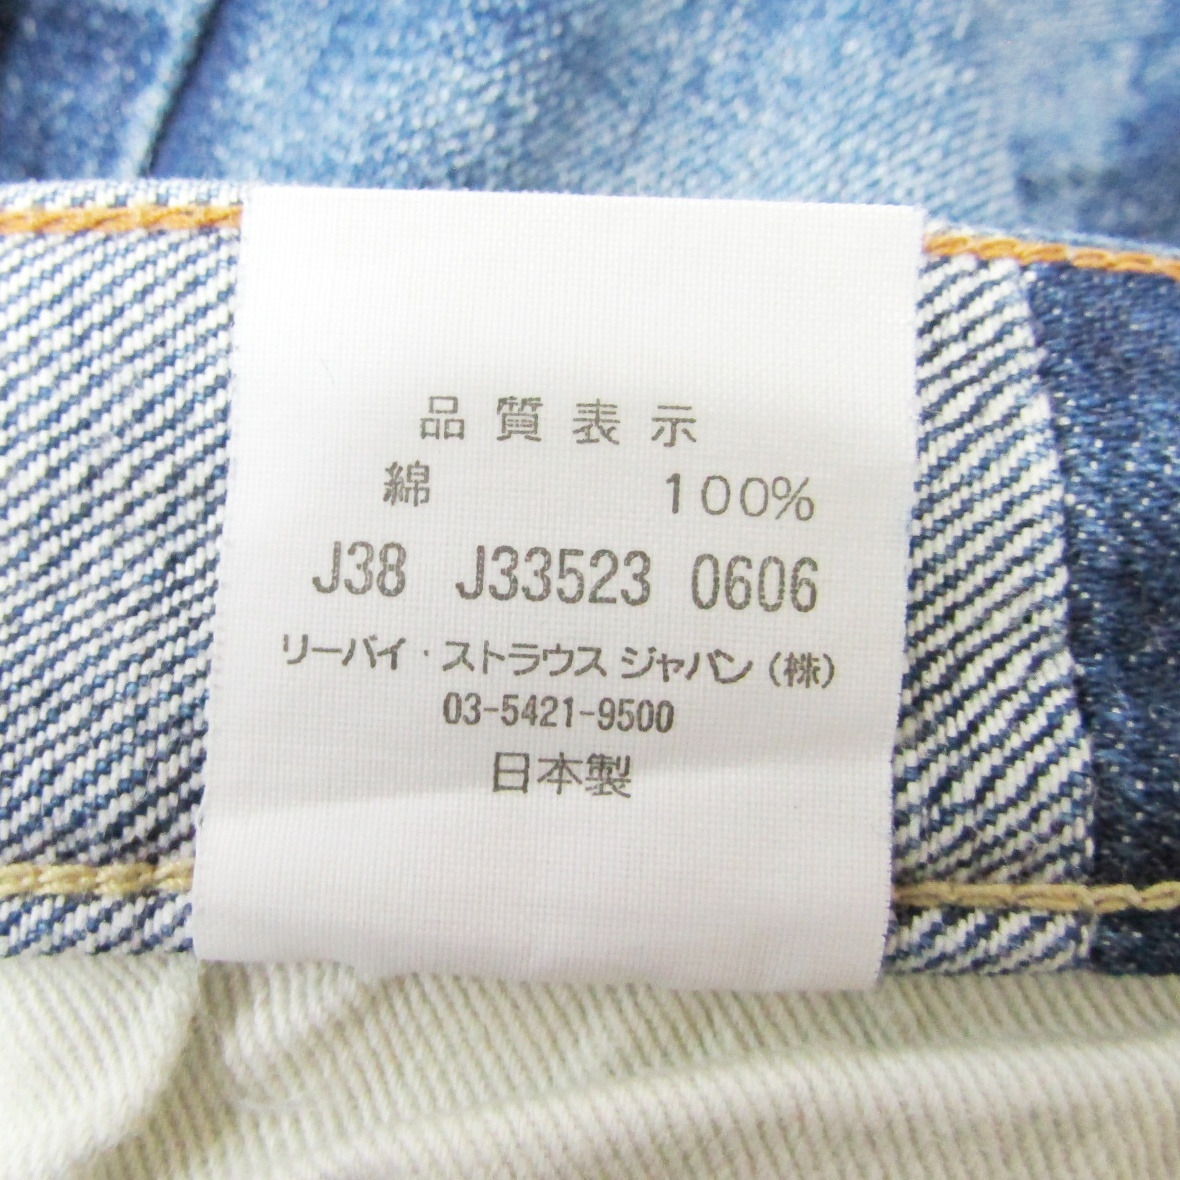 品質表示
綿 100%
J38 J33523 0606
リーバイ・ストラウス ジャパン（株）
03-5421-9500
日本製